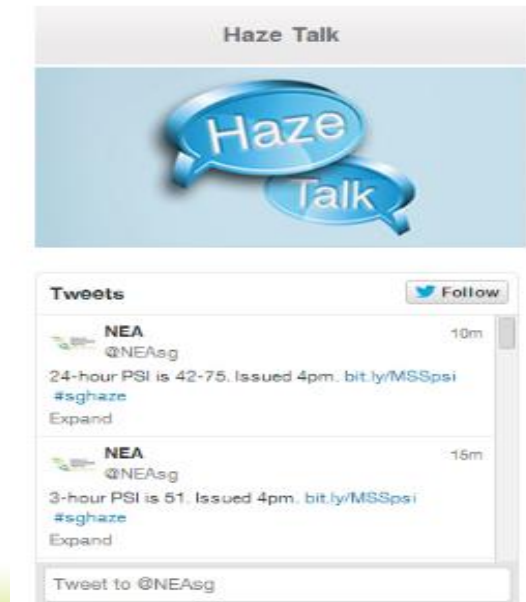 Haze Talk
Haze
Talk
Tweets
Follow
NEA
10m
@NEAsg
24-hour PSI is 42-75. Issued 4pm. bit.ly/MSSpsi
#sghaze
Expand
NEA
15m
@NEAsg
3-hour PSI is 51. Issued 4pm. bit.ly/MSSpsi
#sghaze
Expand
Tweet to @NEAsg